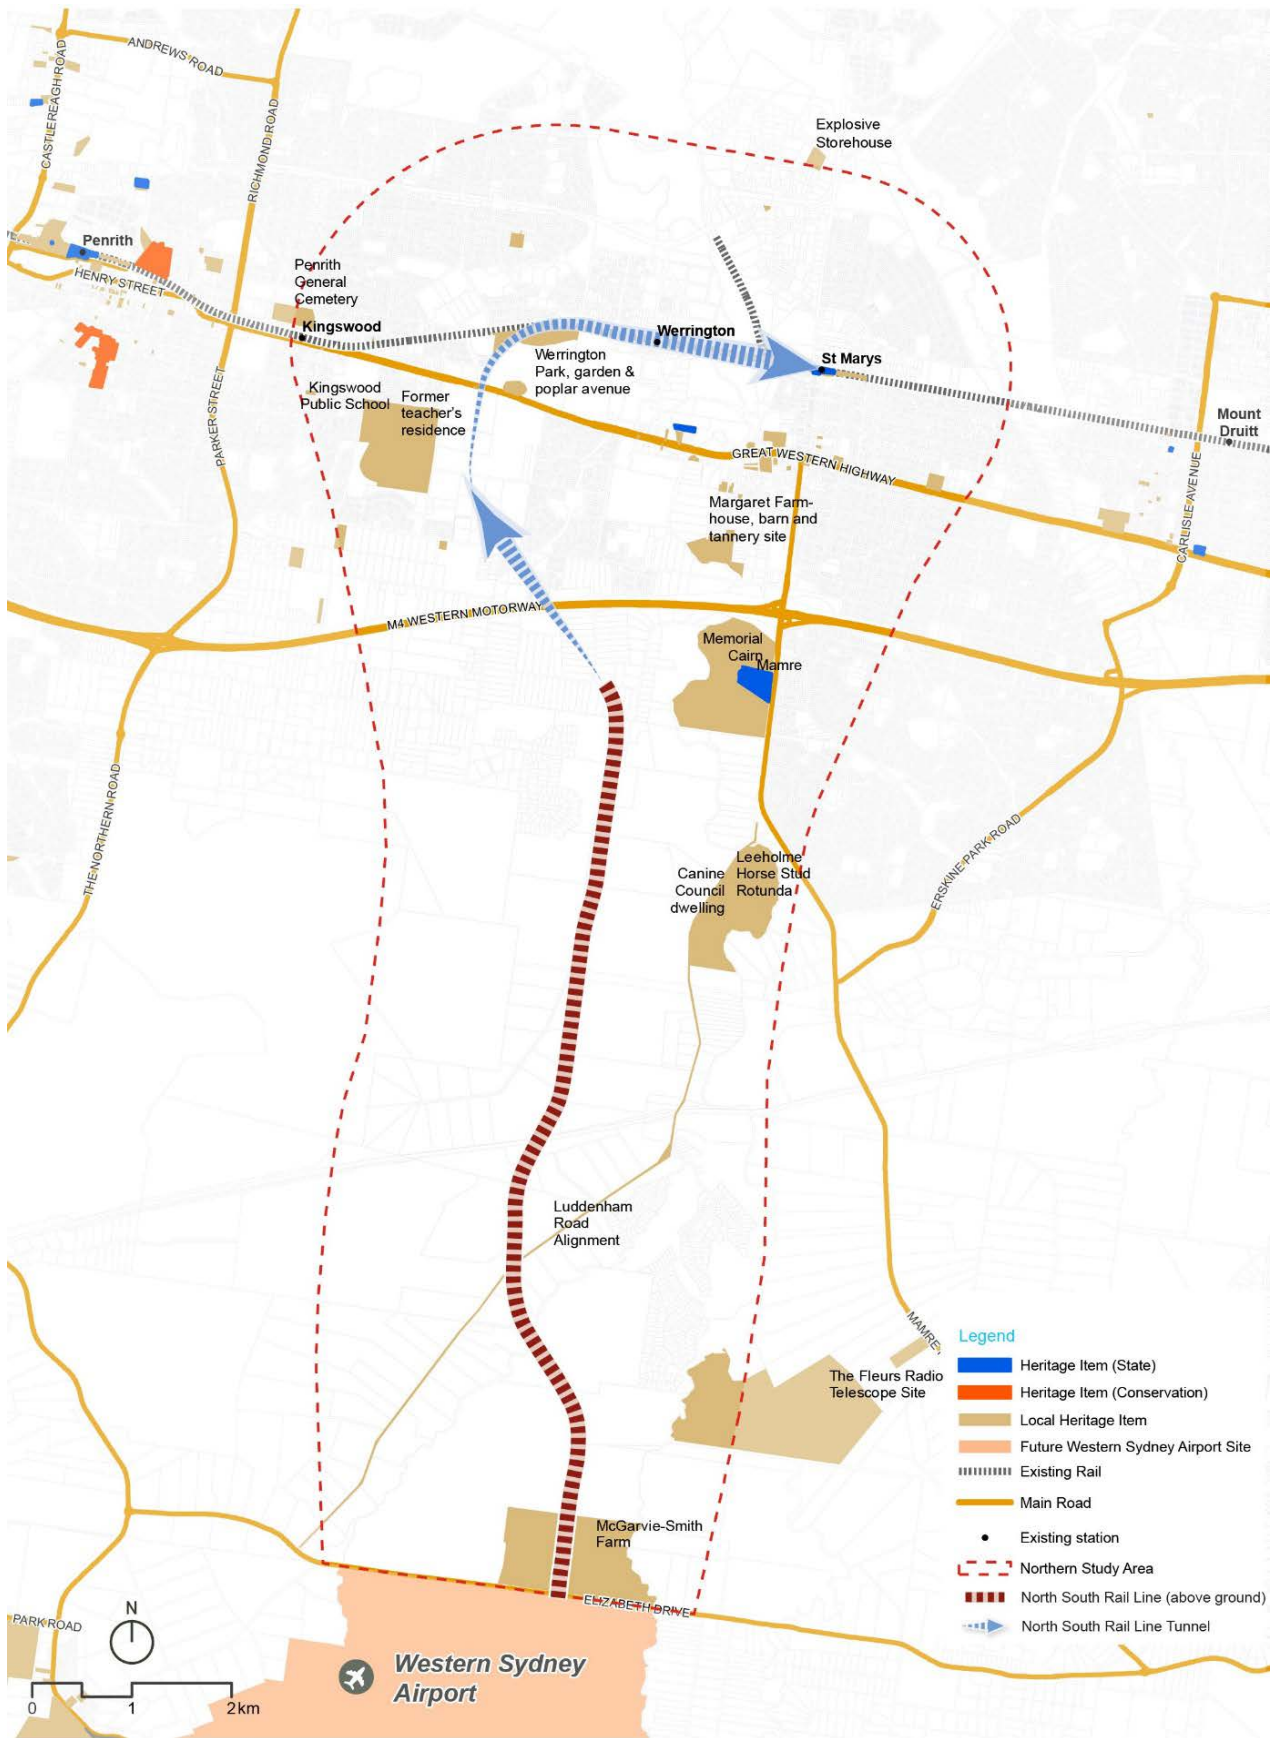 ANDREWS ROAD
CASTLEREAGH ROAD
RICHMOND ROAD
Explosive
Storehouse
Penrith
HENRY STREET
Penrith
General
Cemetery
Kingswood
Werrington
St Marys
Werrington
Park, garden &
poplar avenue
Kingswood
Public School
Former
teacher's
residence
PARKER STREET
Mount
Druitt
GREAT WESTERN HIGHWAY
CARLISLE AVENUE
Margaret Farm-
house, barn and
tannery site
M4 WESTERN MOTORWAY
Memorial
Cairn
Mamre
THE NORTHERN ROAD
ERSKINE PARK ROAD
Canine
Council
dwelling
Leeholme
Horse Stud
Rotunda
Luddenham
Road
Alignment
MAMRE
The Fleurs Radio
Telescope Site
McGarvie-Smith
Farm
ELIZABETH DRIVE
PARK ROAD
N
0
1
2km
Western Sydney
Airport
Legend
Heritage Item (State)
Heritage Item (Conservation)
Local Heritage Item
Future Western Sydney Airport Site
Existing Rail
Main Road
Existing station
Northern Study Area
North South Rail Line (above ground)
North South Rail Line Tunnel